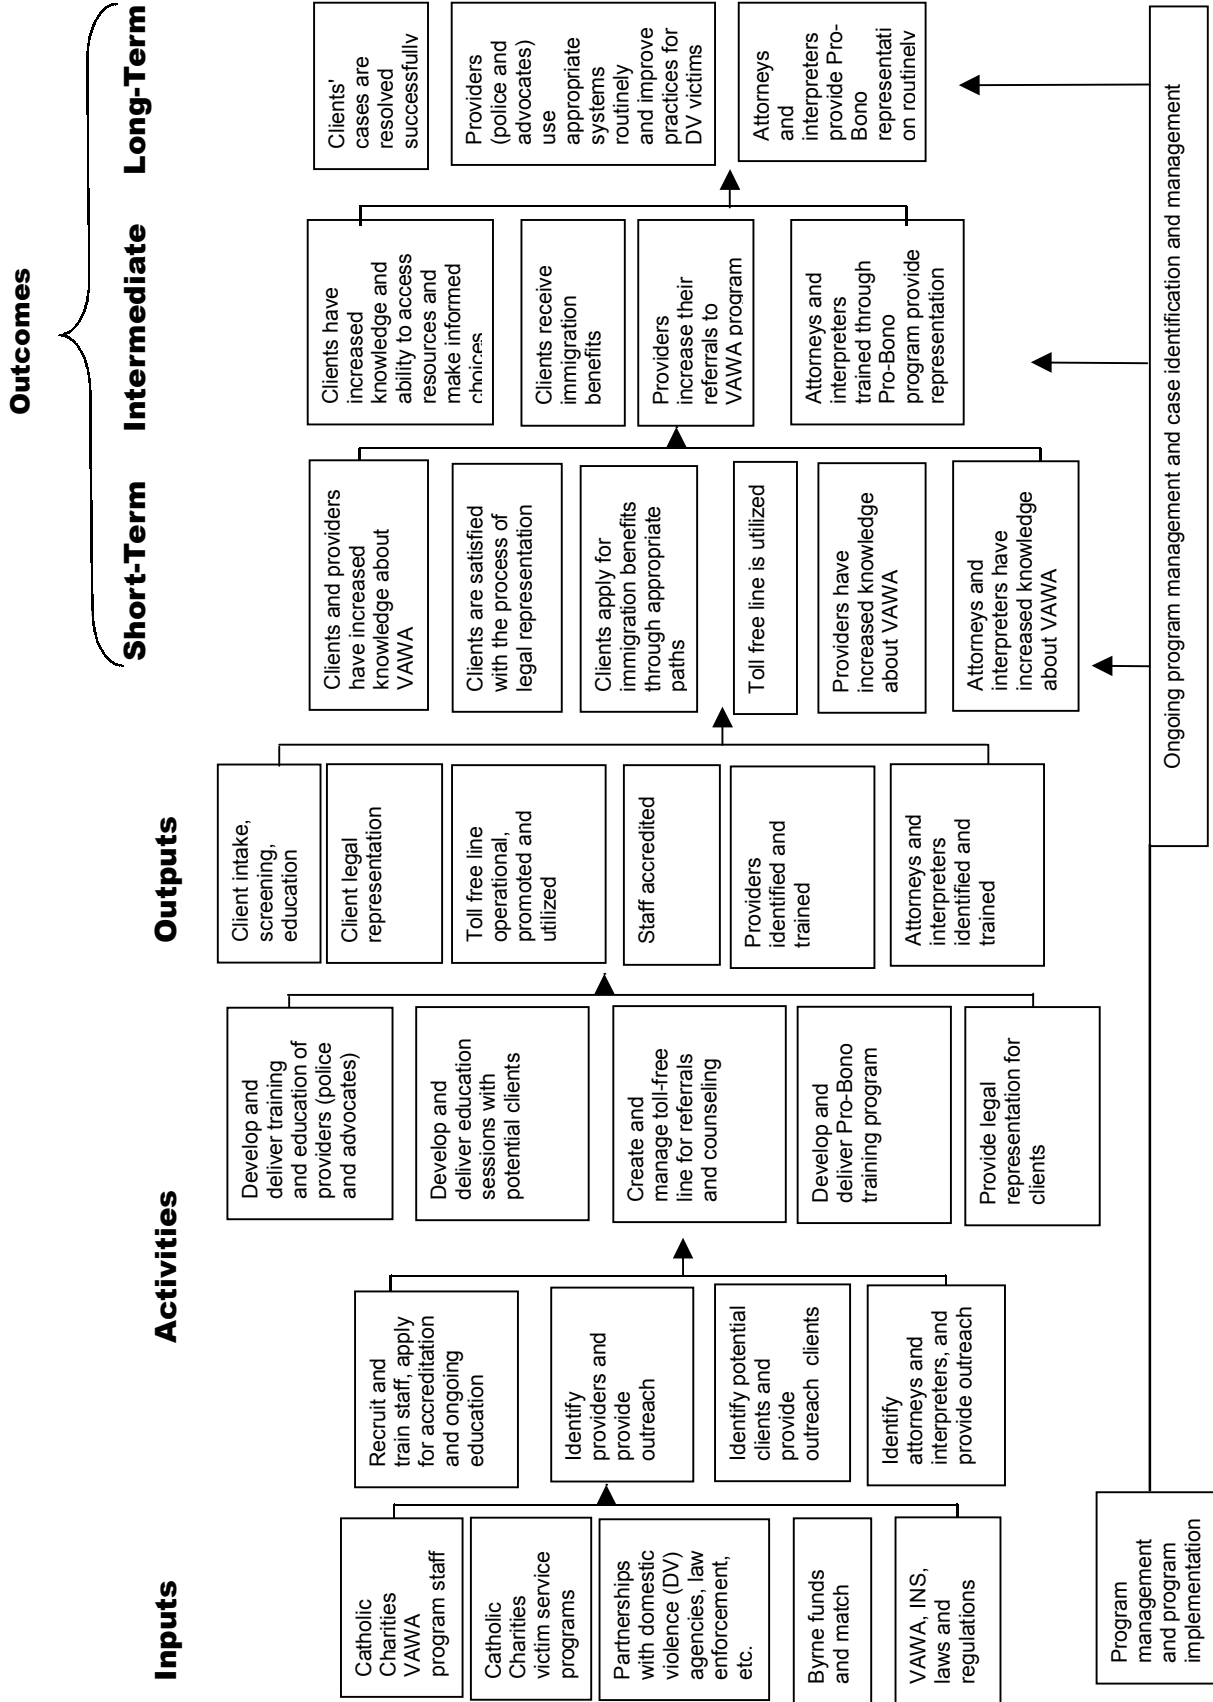 Outcomes
Inputs
Activities
Outputs
Short-Term
Intermediate
Long-Term
Catholic
Charities
VAWA
program staff
Catholic
Charities
victim service
programs
Partnerships
with domestic
violence (DV)
agencies, law
enforcement,
etc.
Byrne funds
and match
VAWA, INS,
laws and
regulations
Program
management
and program
implementation
Recruit and
train staff, apply
for accreditation
and ongoing
education
Identify
providers and
provide
outreach
Identify potential
clients and
provide
outreach clients
Identify
attorneys and
interpreters, and
provide outreach
Develop and
deliver training
and education of
providers (police
and advocates)
Develop and
deliver education
sessions with
potential clients
Create and
manage toll-free
line for referrals
and counseling
Develop and
deliver Pro-Bono
training program
Provide legal
representation for
clients
Client intake,
screening,
education
Client legal
representation
Toll free line
operational,
promoted and
utilized
Staff accredited
Providers
identified and
trained
Attorneys and
interpreters
identified and
trained
Clients and providers
have increased
knowledge about
VAWA
Clients are satisfied
with the process of
legal representation
Clients apply for
immigration benefits
through appropriate
paths
Toll free line is utilized
Providers have
increased knowledge
about VAWA
Attorneys and
interpreters have
increased knowledge
about VAWA
Clients have
increased
knowledge and
ability to access
resources and
make informed
choices
Clients receive
immigration
benefits
Providers
increase their
referrals to
VAWA program
Attorneys and
interpreters
trained through
Pro-Bono
program provide
representation
Clients'
cases are
resolved
successfully
Providers
(police and
advocates)
use
appropriate
systems
routinely
and improve
practices for
DV victims
Attorneys
and
interpreters
provide Pro-
Bono
representati
on routinely
Ongoing program management and case identification and management